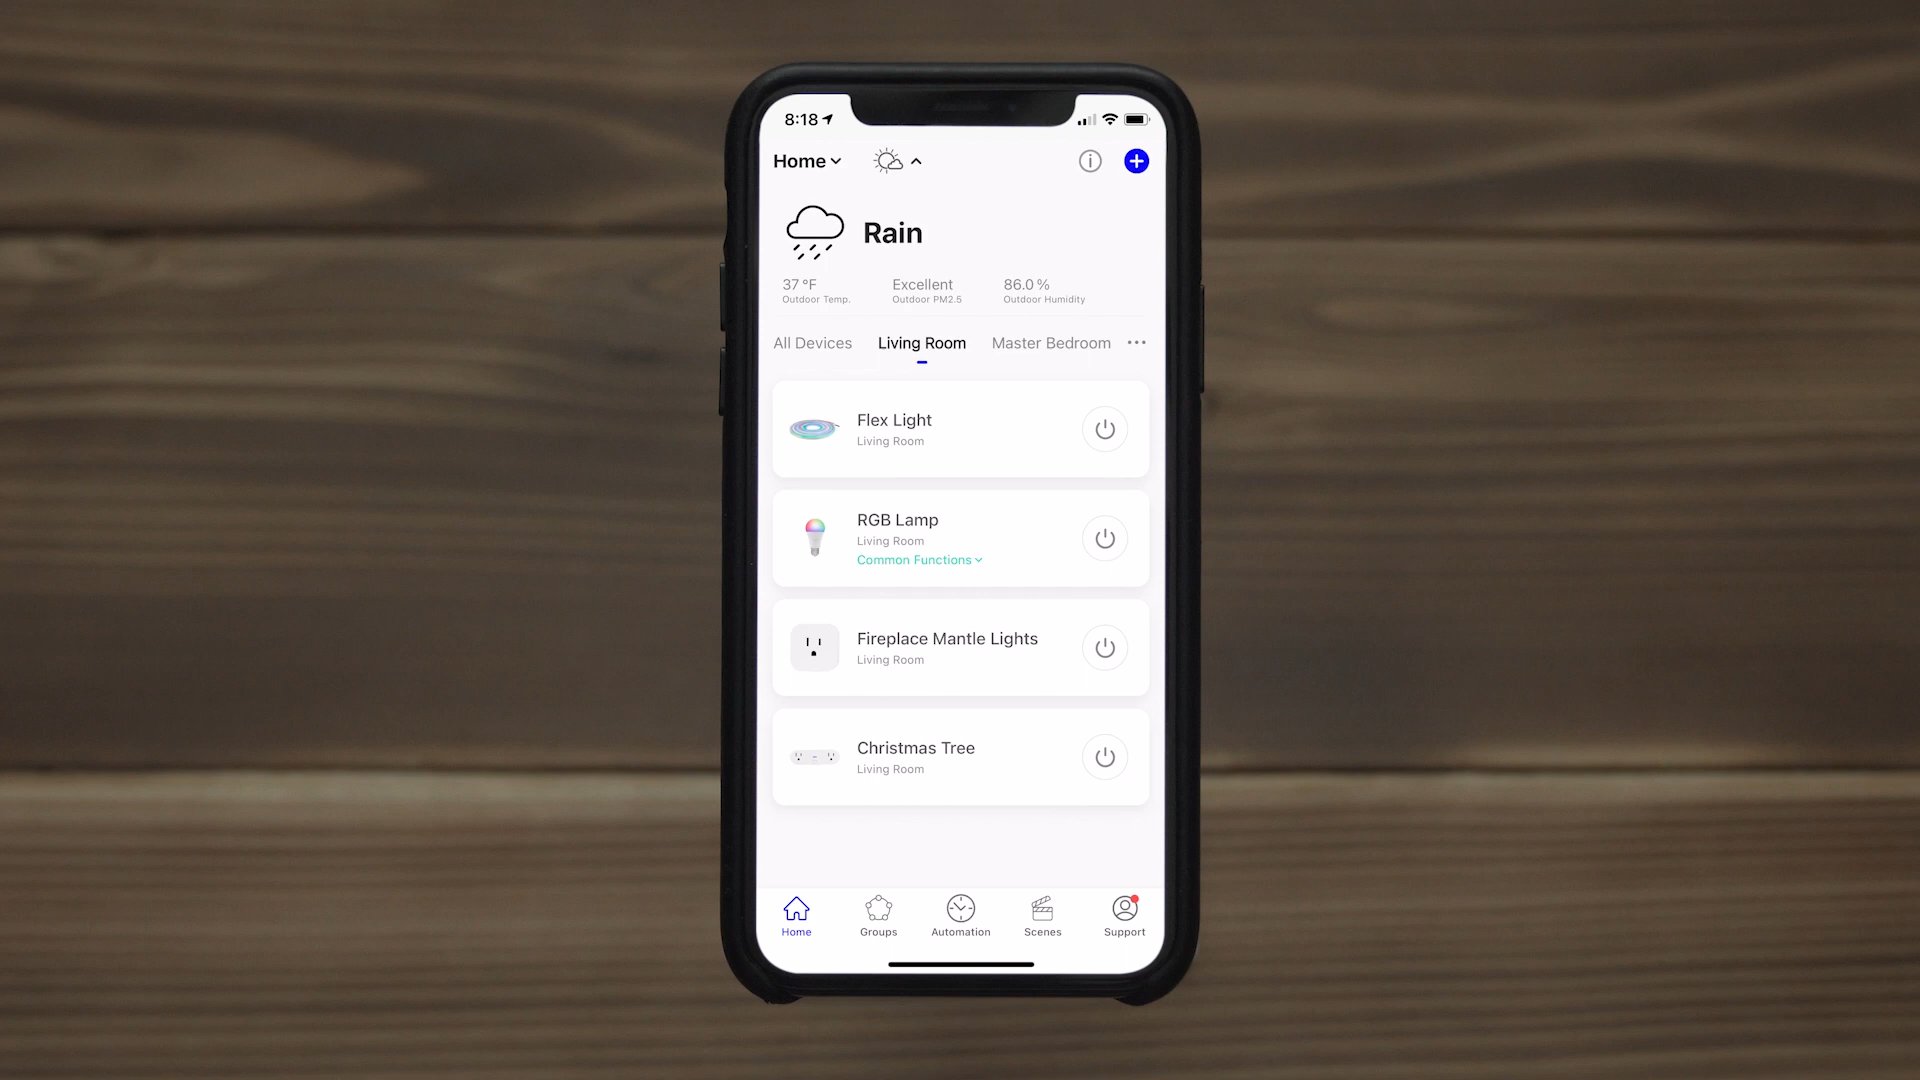 8:18
Home
Rain
37 °F Excellent 86.0 %
Outdoor Temp. Outdoor PM2.5 Outdoor Humidity
All Devices Living Room Master Bedroom
Flex Light
Living Room
RGB Lamp
Living Room
Common Functions
Fireplace Mantle Lights
Living Room
Christmas Tree
Living Room
Home Groups Automation Scenes Support